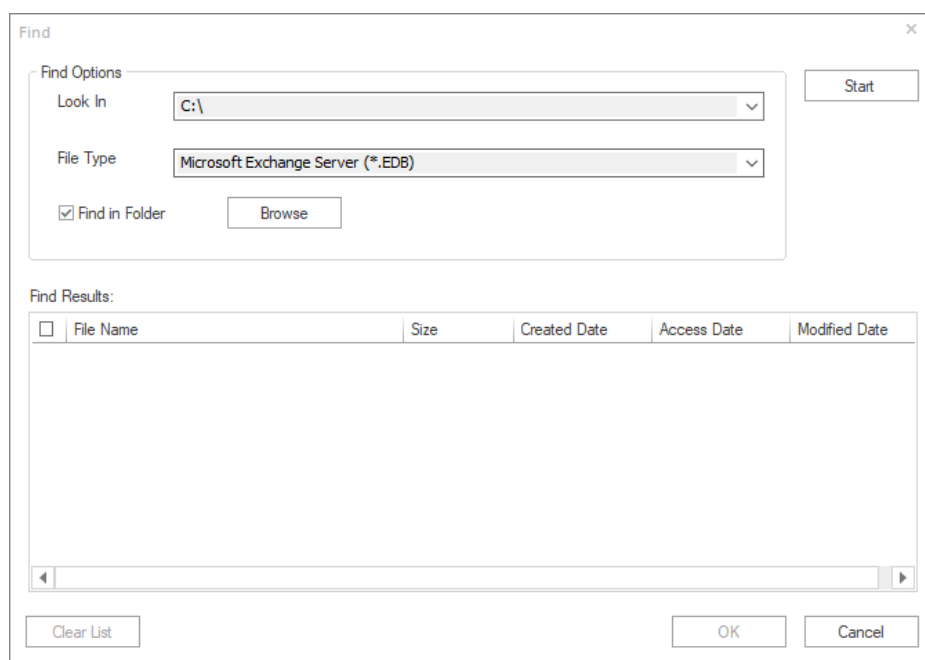 Find
Find Options
Look In
C:\
Start
File Type
Microsoft Exchange Server (*.EDB)
Find in Folder
Browse
Find Results:
File Name Size Created Date Access Date Modified Date
Clear List OK Cancel